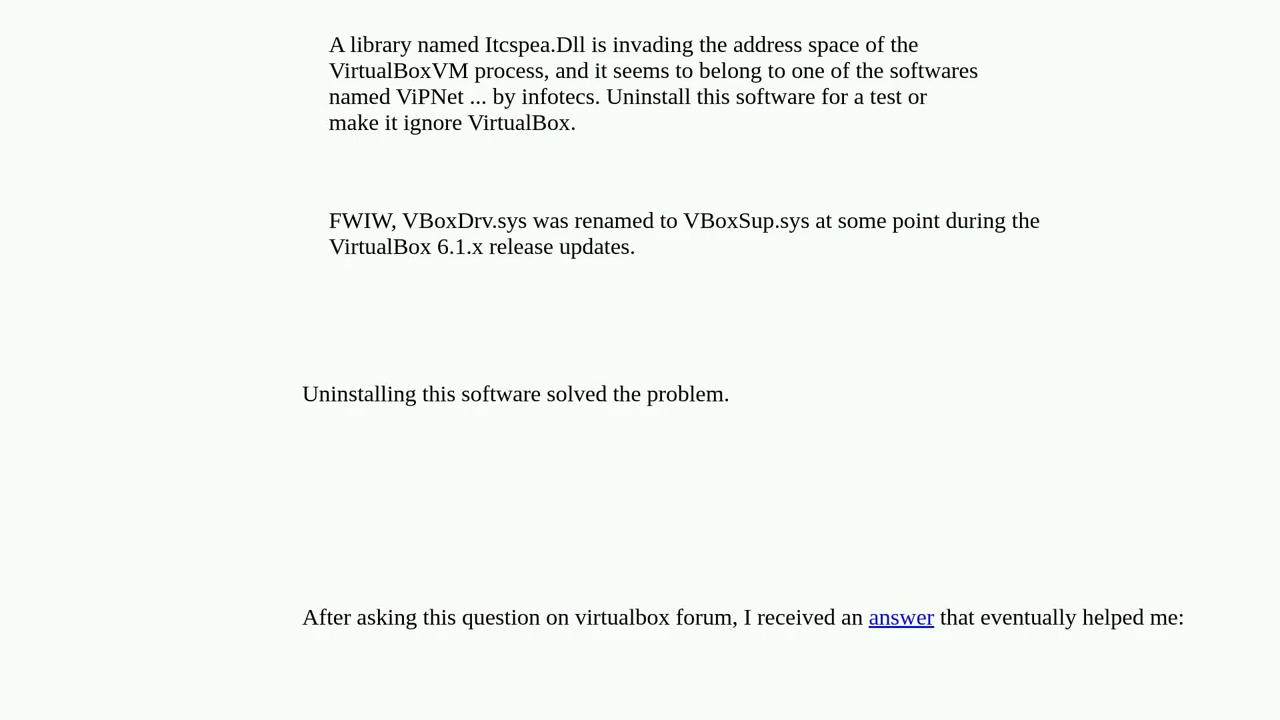 A library named Itcspea.Dll is invading the address space of the
VirtualBoxVM process, and it seems to belong to one of the softwares
named ViPNet ... by infotecs. Uninstall this software for a test or
make it ignore VirtualBox.
FWIW, VBoxDrv.sys was renamed to VBoxSup.sys at some point during the
VirtualBox 6.1.x release updates.
Uninstalling this software solved the problem.
After asking this question on virtualbox forum, I received an answer that eventually helped me: